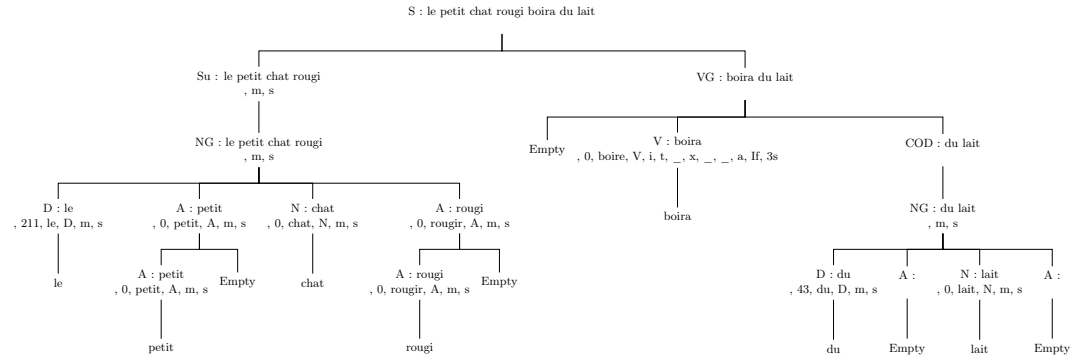 S : le petit chat rougi boira du lait
Su : le petit chat rougi
, m, s
VG : boira du lait
NG : le petit chat rougi
, m, s
Empty
V : boira
, 0, boire, V, i, t, _, x, _, _, a, If, 3s
COD : du lait
D : le
, 211, le, D, m, s
A : petit
, 0, petit, A, m, s
N : chat
, 0, chat, N, m, s
A : rougi
, 0, rougir, A, m, s
boira
NG : du lait
, m, s
le
A : petit
, 0, petit, A, m, s
Empty
chat
A : rougi
, 0, rougir, A, m, s
Empty
D : du
, 43, du, D, m, s
A :
N : lait
, 0, lait, N, m, s
A :
petit
rougi
du
Empty
lait
Empty